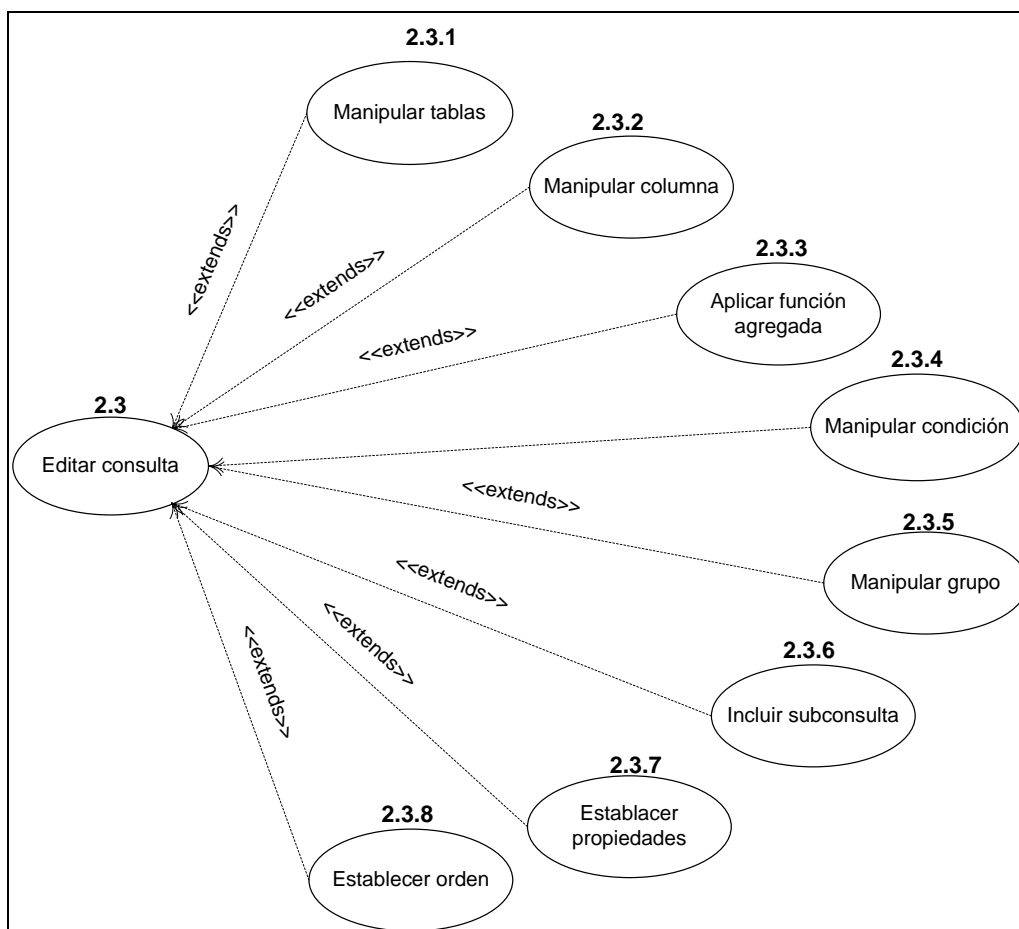 2.3.1
Manipular tablas
2.3.2
Manipular columna
2.3.3
Aplicar función
agregada
2.3.4
Manipular condición
2.3
Editar consulta
2.3.5
Manipular grupo
2.3.6
Incluir subconsulta
2.3.7
Establacer
propiedades
2.3.8
Establecer orden
<<extends>>
<<extends>>
<<extends>>
<<extends>>
<<extends>>
<<extends>>
<<extends>>